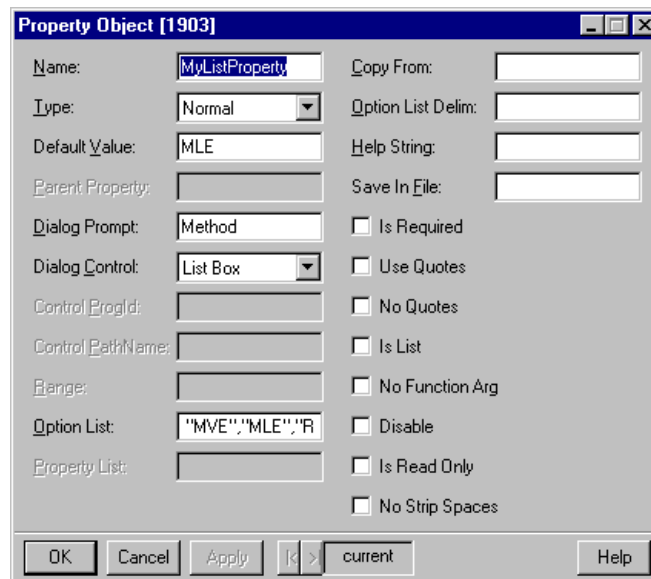 Property Object [1903]
Name: MyListProperty
Type: Normal
Default Value: MLE
Parent Property:
Dialog Prompt: Method
Dialog Control: List Box
Control ProgId:
Control PathName:
Range:
Option List: "MVE","MLE","R
Property List:
Copy From:
Option List Delim:
Help String:
Save In File:
Is Required
Use Quotes
No Quotes
Is List
No Function Arg
Disable
Is Read Only
No Strip Spaces
OK Cancel Apply |< >| current Help